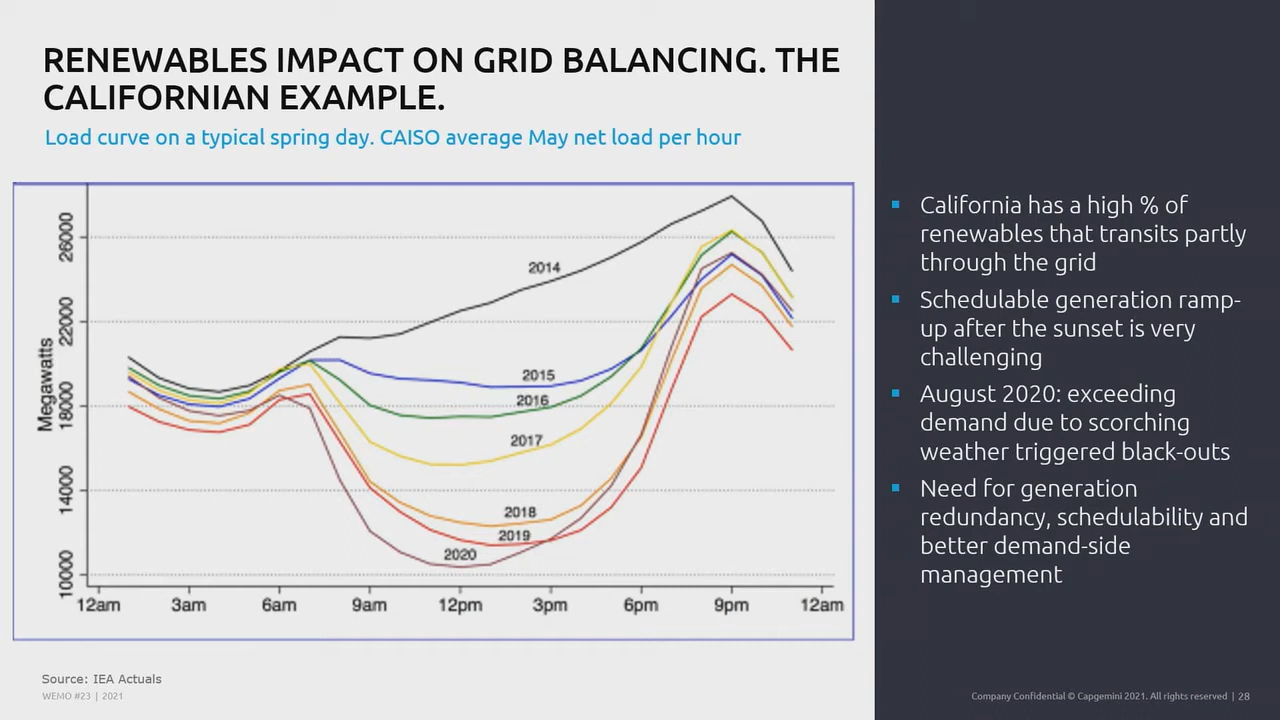 RENEWABLES IMPACT ON GRID BALANCING. THE
CALIFORNIAN EXAMPLE.
Load curve on a typical spring day. CAISO average May net load per hour
Megawatts
26000
22000
18000
14000
10000
2014
2015
2016
2017
2018
2019
2020
12am 3am 6am 9am 12pm 3pm 6pm 9pm 12am
California has a high % of
renewables that transits partly
through the grid
Schedulable generation ramp-
up after the sunset is very
challenging
August 2020: exceeding
demand due to scorching
weather triggered black-outs
Need for generation
redundancy, schedulability and
better demand-side
management
Source: IEA Actuals
WEMO #23 | 2021
Company Confidential © Capgemini 2021. All rights reserved | 28